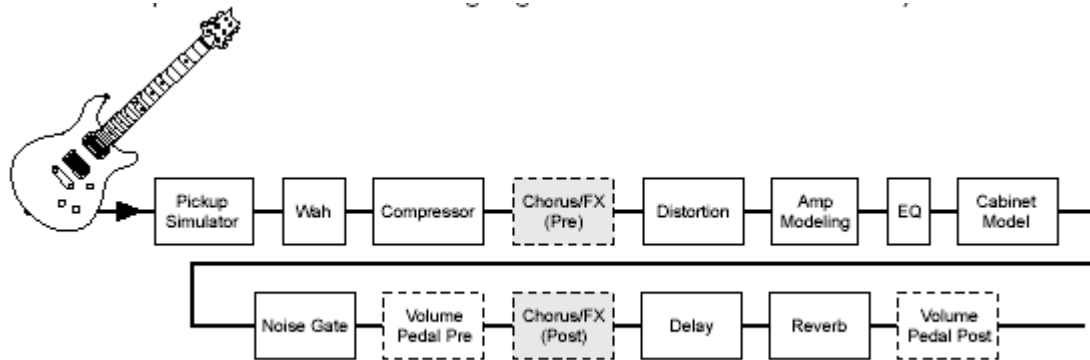 Pickup
Simulator
Wah
Compressor
Chorus/FX
(Pre)
Distortion
Amp
Modeling
EQ
Cabinet
Model
Noise Gate
Volume
Pedal Pre
Chorus/FX
(Post)
Delay
Reverb
Volume
Pedal Post